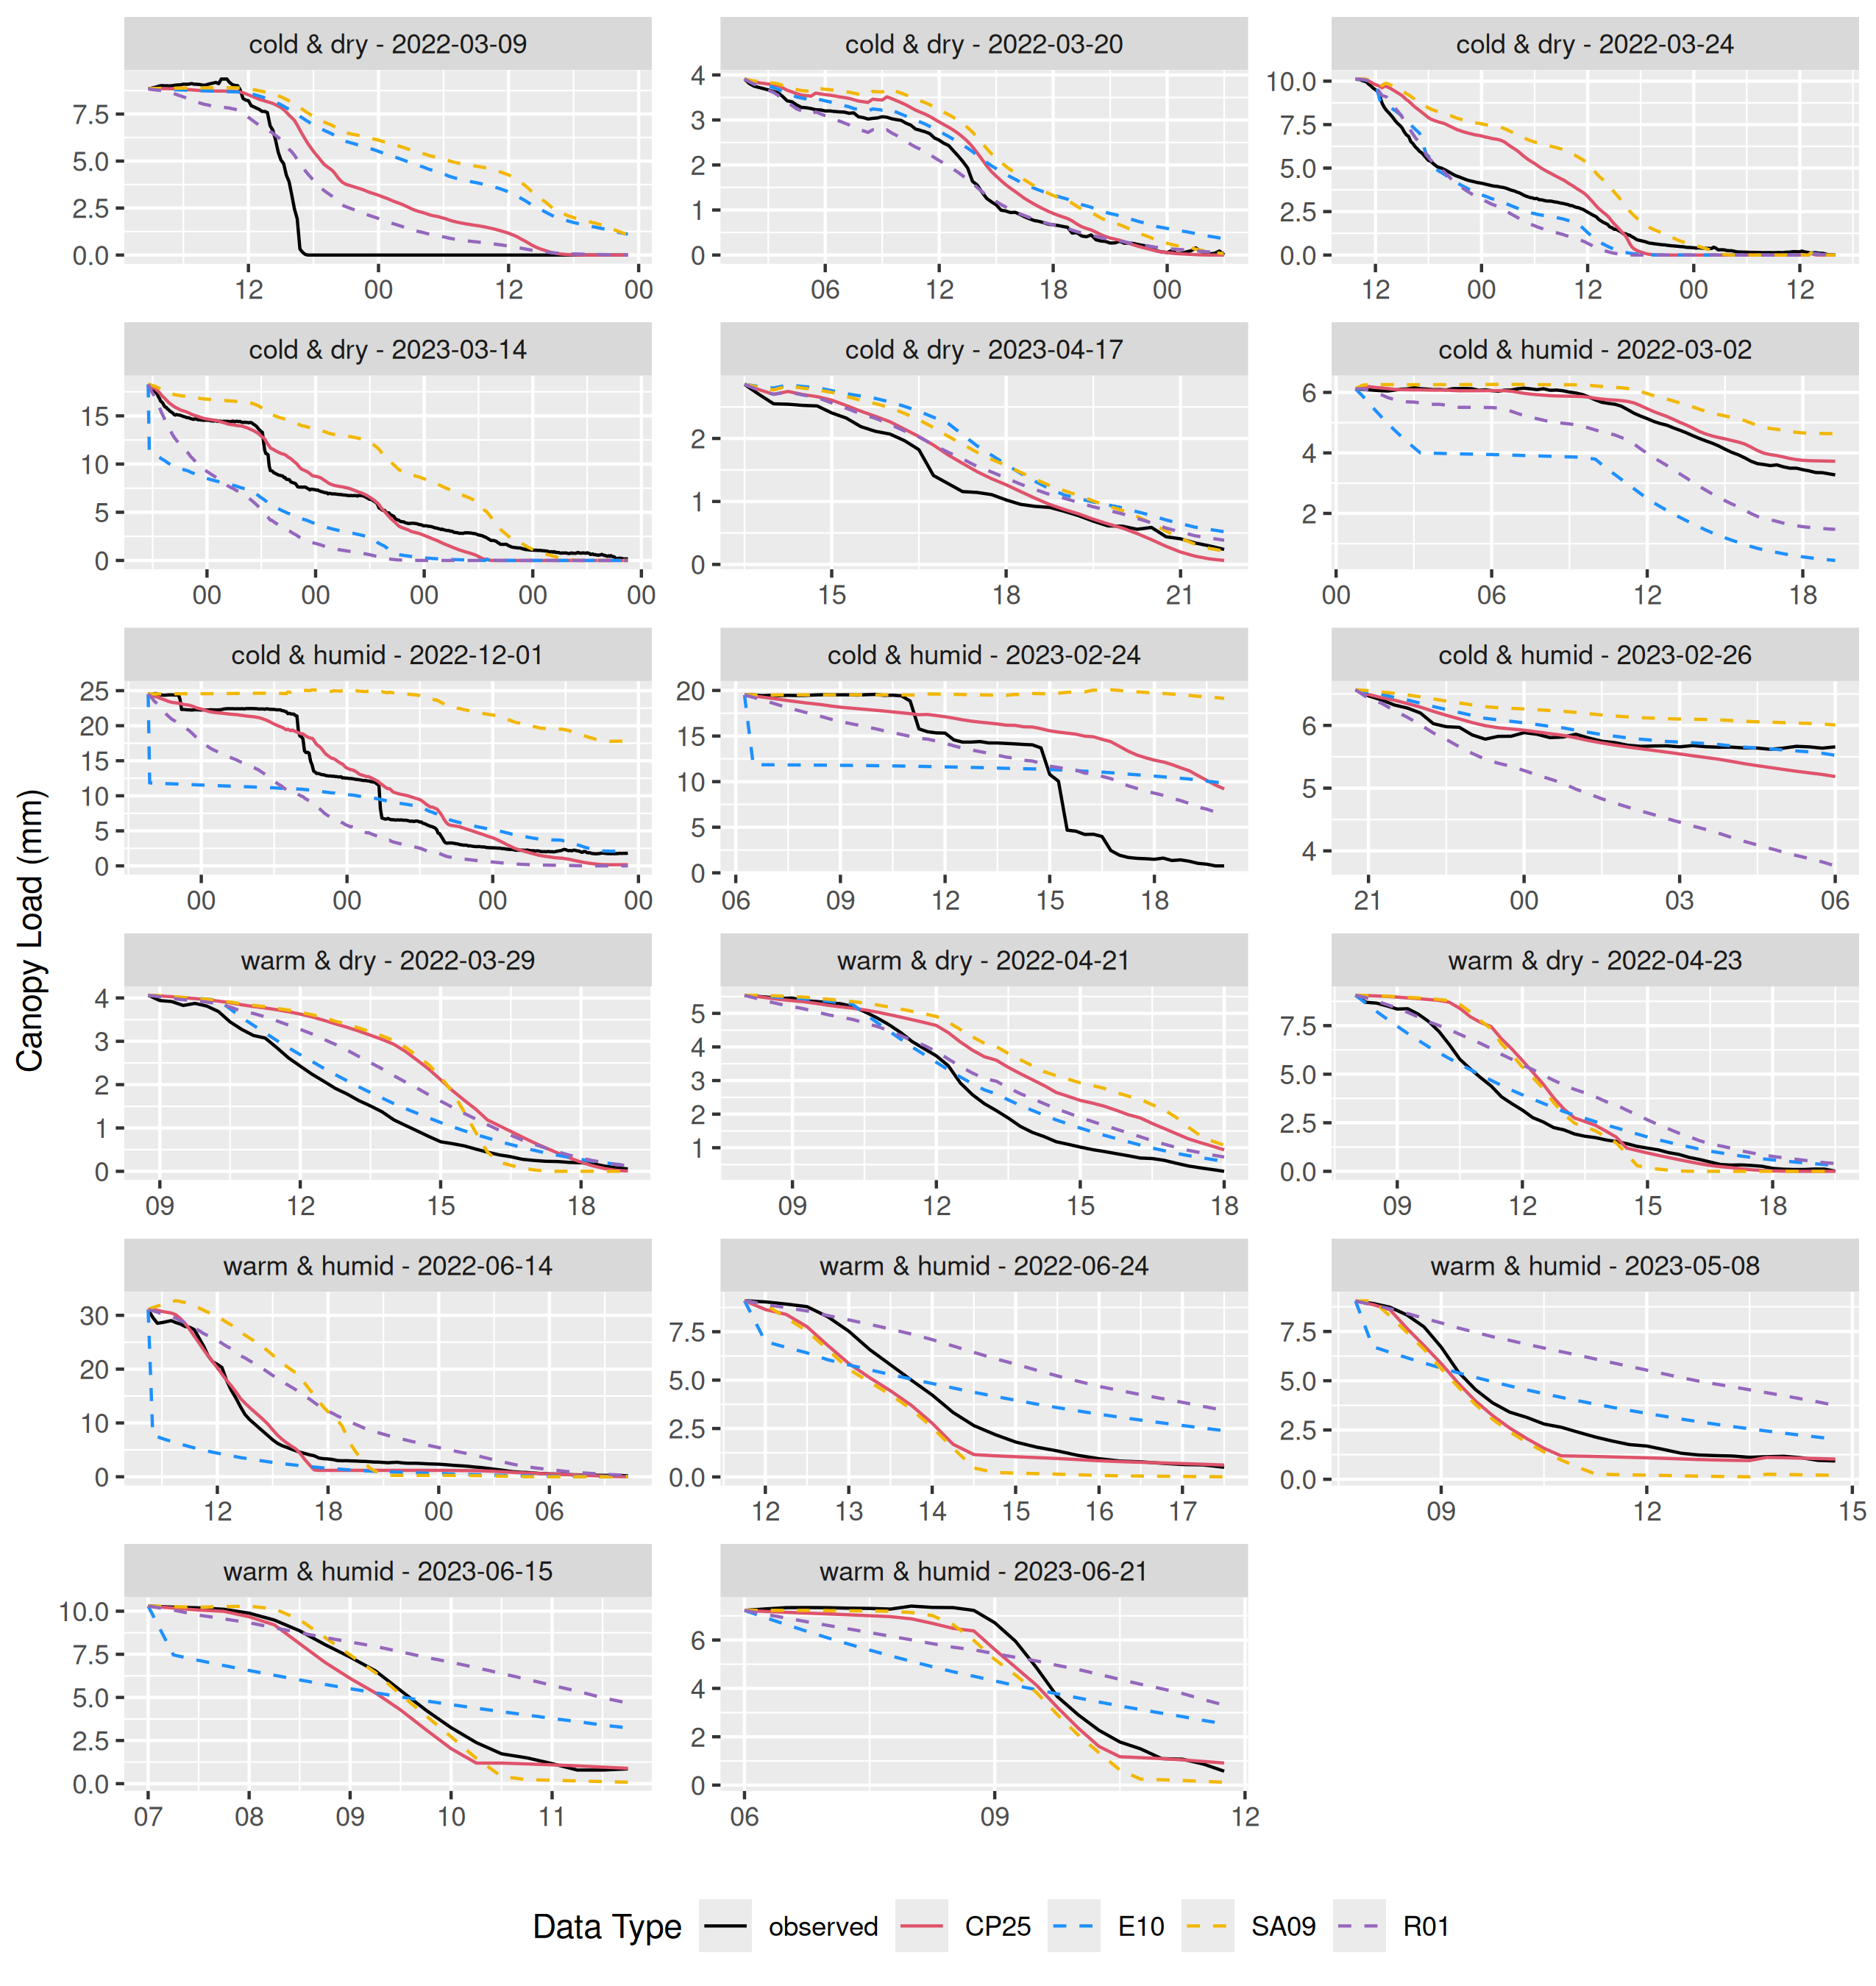 cold & dry - 2022-03-09 cold & dry - 2022-03-20 cold & dry - 2022-03-24
7.5 5.0 2.5 0.0
4 3 2 1 0
10.0 7.5 5.0 2.5 0.0
12 00 12 00
06 12 18 00
12 00 12 00 12
cold & dry - 2023-03-14 cold & dry - 2023-04-17 cold & humid - 2022-03-02
15 10 5 0
2 1 0
6 4 2
00 00 00 00 00
15 18 21
00 06 12 18
cold & humid - 2022-12-01 cold & humid - 2023-02-24 cold & humid - 2023-02-26
25 20 15 10 5 0
20 15 10 5 0
6 5 4
00 00 00 00
06 09 12 15 18
21 00 03 06
Canopy Load (mm)
warm & dry - 2022-03-29 warm & dry - 2022-04-21 warm & dry - 2022-04-23
4 3 2 1 0
5 4 3 2 1
7.5 5.0 2.5 0.0
09 12 15 18
09 12 15 18
09 12 15 18
warm & humid - 2022-06-14 warm & humid - 2022-06-24 warm & humid - 2023-05-08
30 20 10 0
7.5 5.0 2.5 0.0
7.5 5.0 2.5 0.0
12 18 00 06
12 13 14 15 16 17
09 12 15
warm & humid - 2023-06-15 warm & humid - 2023-06-21
10.0 7.5 5.0 2.5 0.0
6 4 2 0
07 08 09 10 11
06 09 12
Data Type observed CP25 E10 SA09 R01